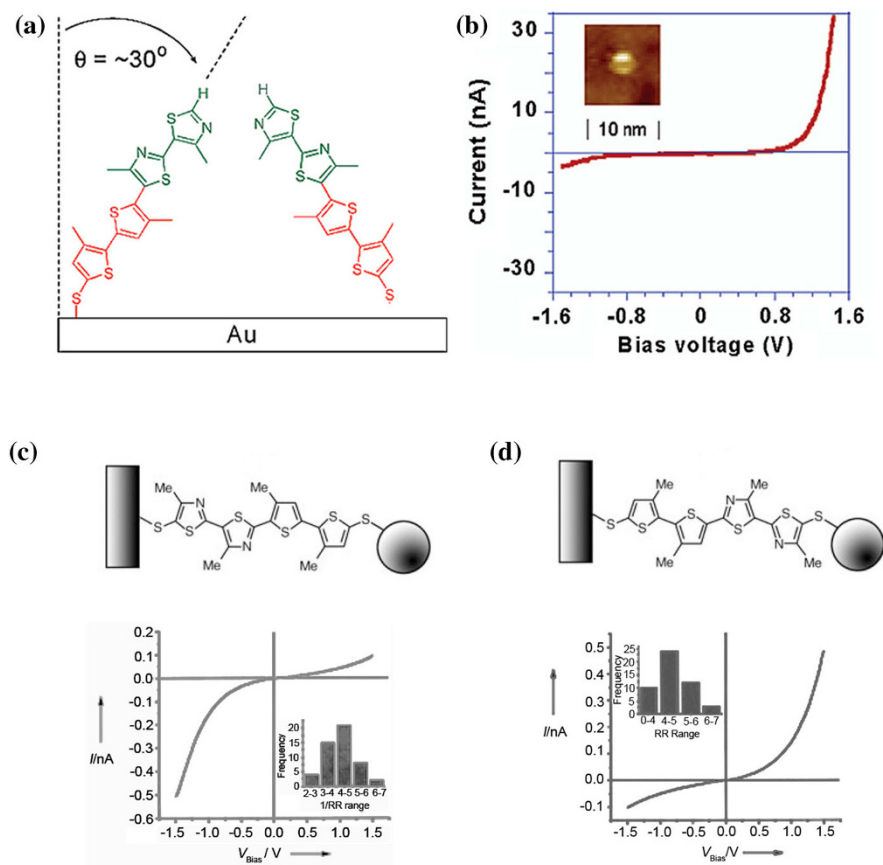 (a)
θ = ~30°
H H
S N N S
N S S N
S S
S S
S S
Au
(b)
Current (nA)
30
10
-10
-30
10 nm
-1.6 -0.8 0 0.8 1.6
Bias voltage (V)
(c)
Me N Me
S S S S S S
N Me Me
0.2
0.1
0.0
-0.1
-0.2
-0.3
-0.4
-0.5
-0.6
I/nA
Frequency
20
15
10
5
0
2-3 3-4 4-5 5-6 6-7
1/RR range
-1.5 -1.0 -0.5 0.0 0.5 1.0 1.5
VBias/ V
(d)
Me N Me
S S S S S S
Me N Me
0.5
0.4
0.3
0.2
0.1
0.0
-0.1
I/nA
Frequency
25
20
15
10
5
0
0-4 4-5 5-6 6-7
RR Range
-1.5 -1.0 -0.5 0.0 0.5 1.0 1.5
VBias/V